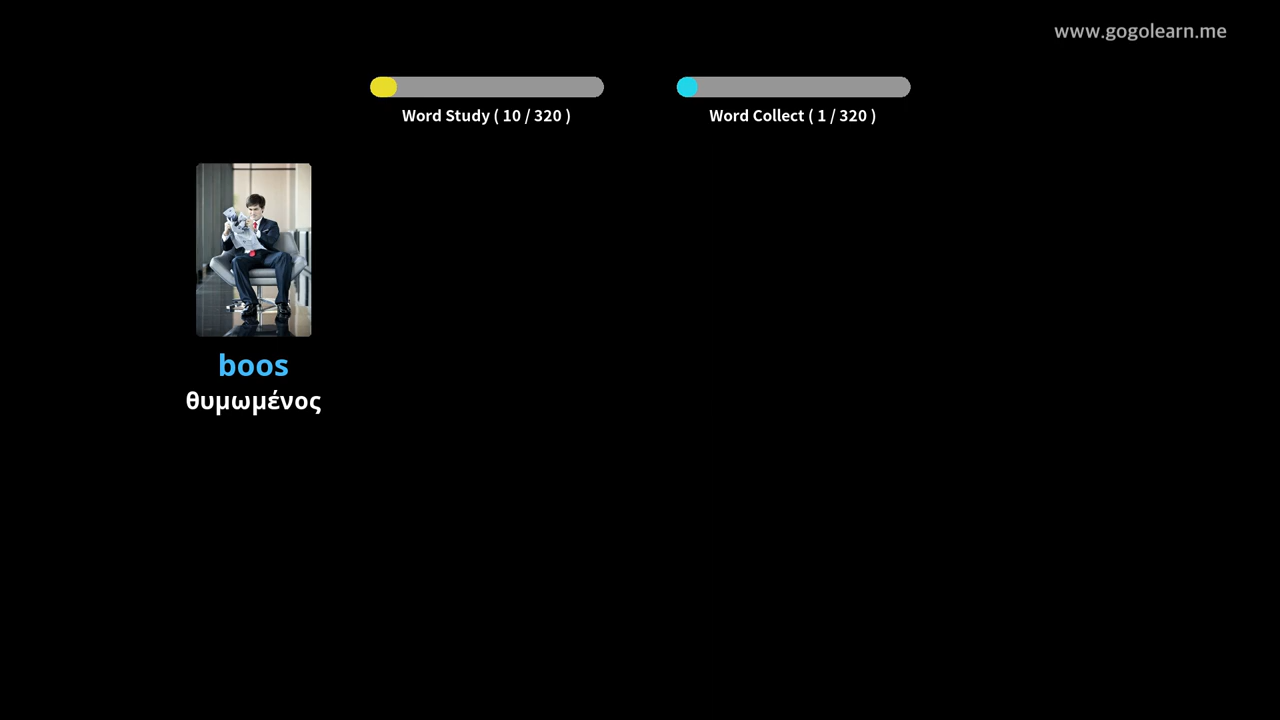 www.gogolearn.me
Word Study ( 10 / 320 )
Word Collect ( 1 / 320 )
boos
θυμωμένος